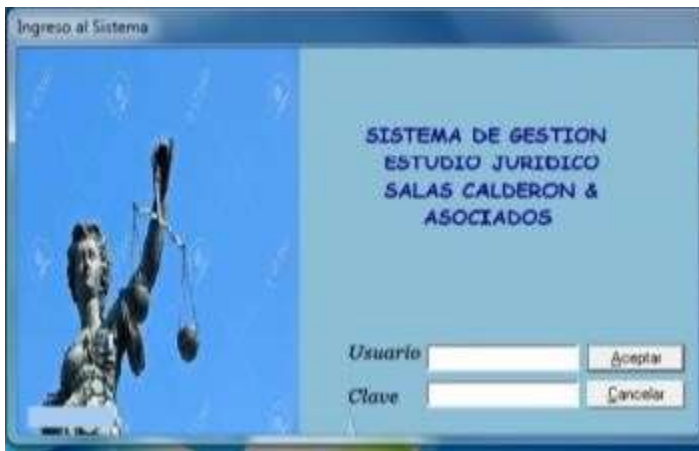 Ingreso al Sistema
SISTEMA DE GESTION
ESTUDIO JURIDICO
SALAS CALDERON &
ASOCIADOS
Usuario
Aceptar
Clave
Cancelar